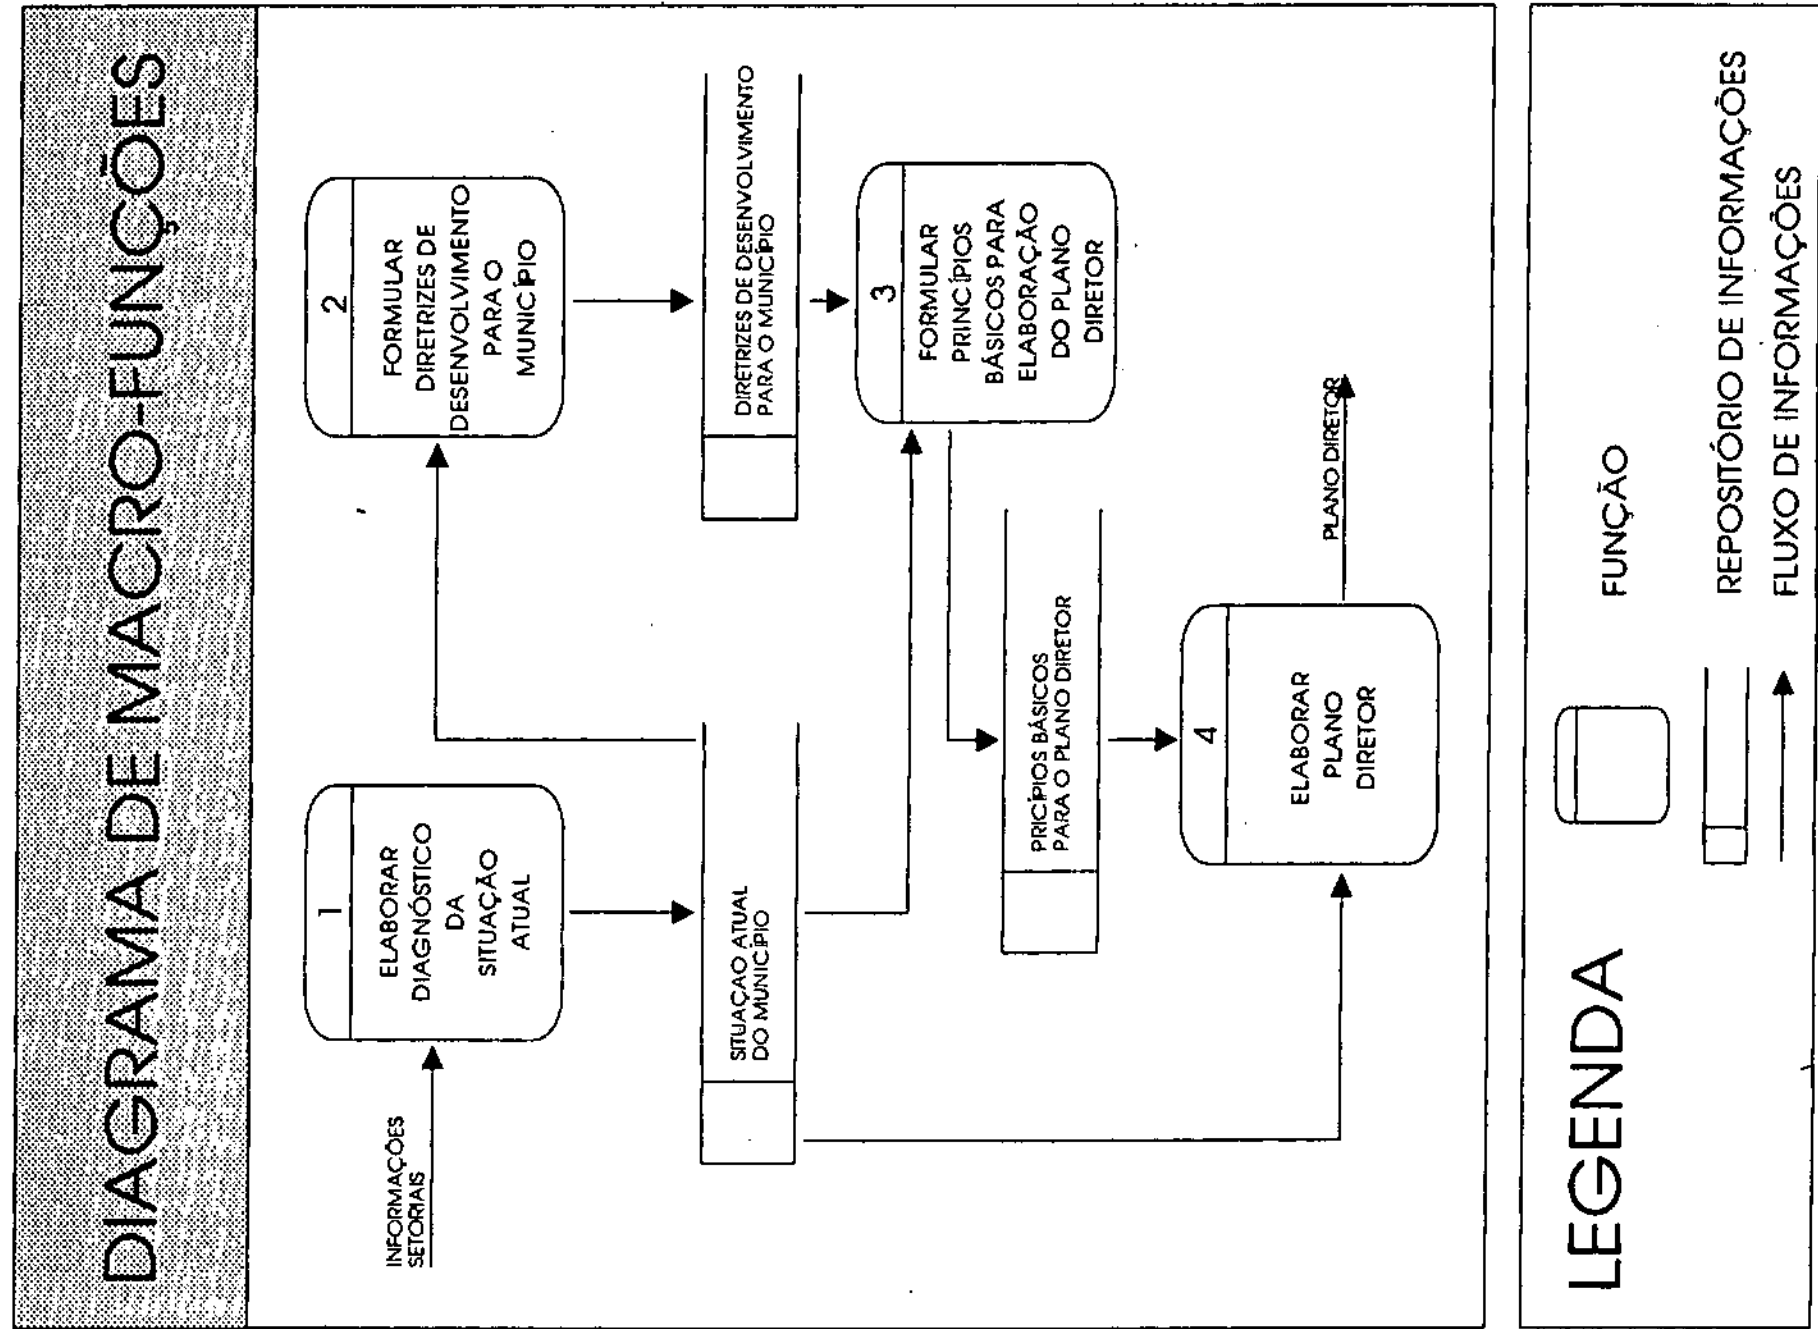 DIAGRAMA DE MACRO-FUNÇÕES
INFORMAÇÕES
SETORIAIS
1
ELABORAR
DIAGNÓSTICO
DA
SITUAÇÃO
ATUAL
2
FORMULAR
DIRETRIZES DE
DESENVOLVIMENTO
PARA O
MUNICÍPIO
SITUAÇAO ATUAL
DO MUNICÍPIO
DIRETRIZES DE DESENVOLVIMENTO
PARA O MUNICÍPIO
3
FORMULAR
PRINCÍPIOS
BÁSICOS PARA
ELABORAÇÃO
DO PLANO
DIRETOR
PRICÍPIOS BÁSICOS
PARA O PLANO DIRETOR
4
ELABORAR
PLANO
DIRETOR
PLANO DIRETOR
LEGENDA
FUNÇÃO
REPOSITÓRIO DE INFORMAÇÕES
FLUXO DE INFORMAÇÕES